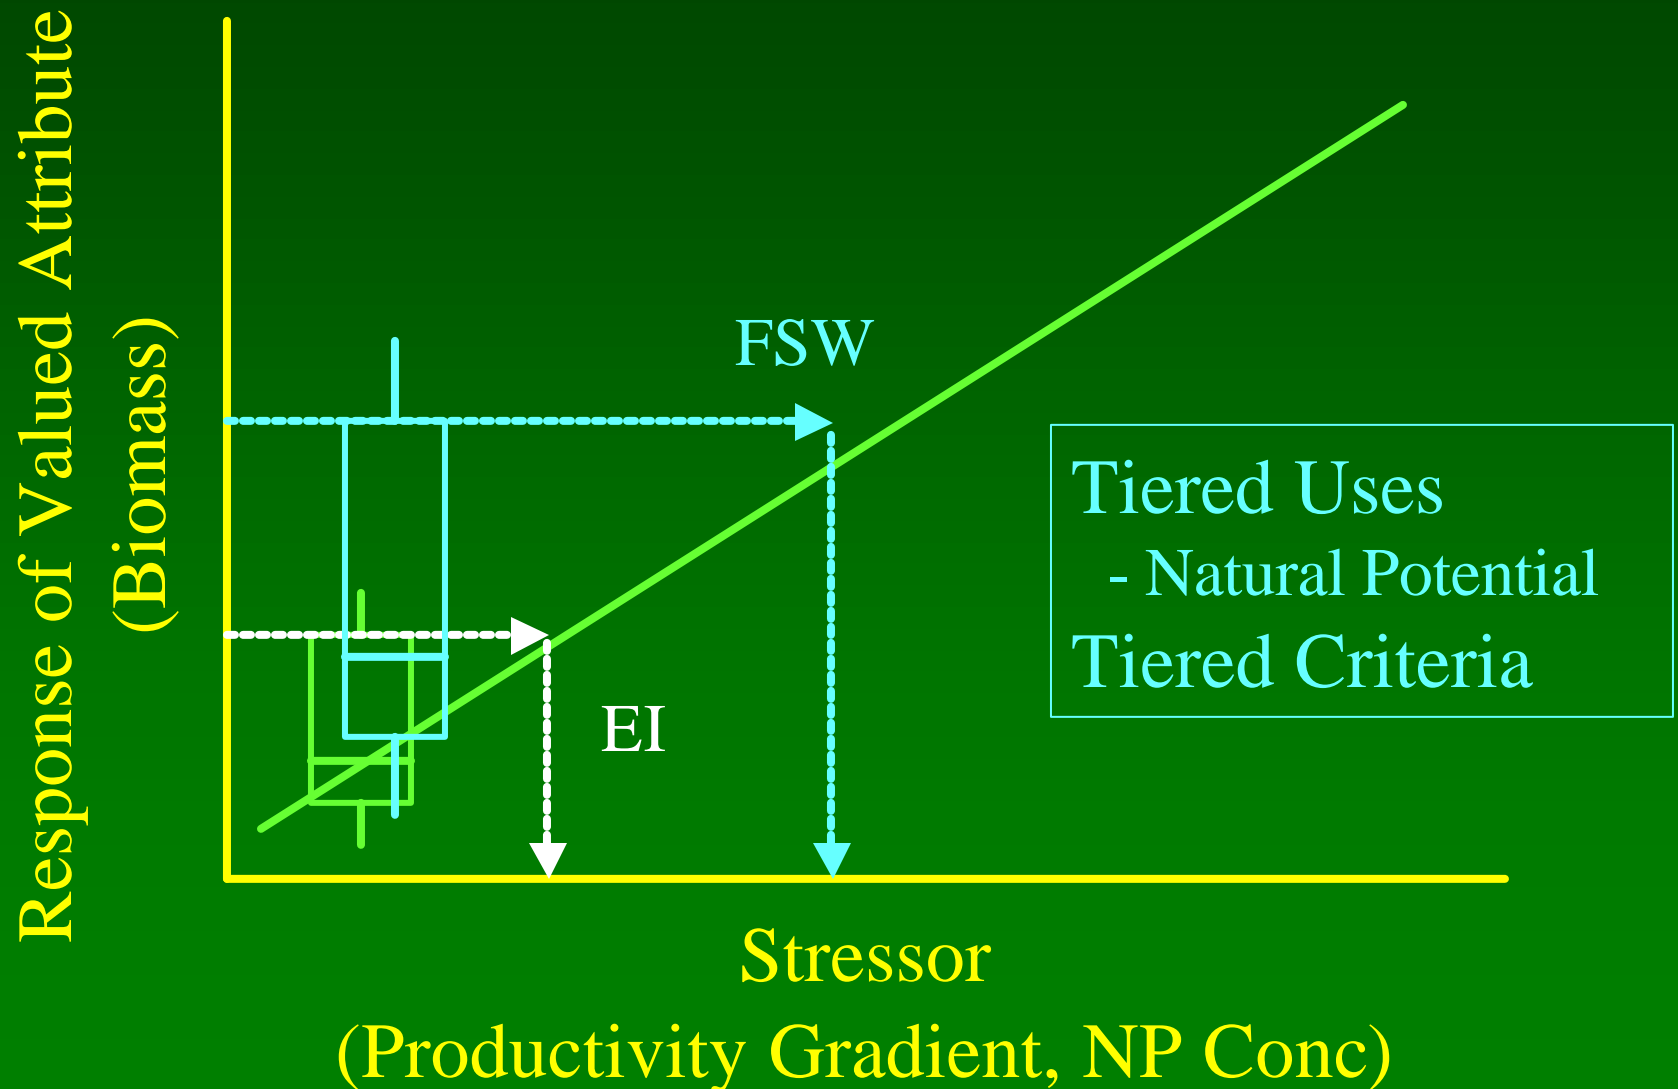 Response of Valued Attribute
(Biomass)
FSW
EI
Tiered Uses
- Natural Potential
Tiered Criteria
Stressor
(Productivity Gradient, NP Conc)